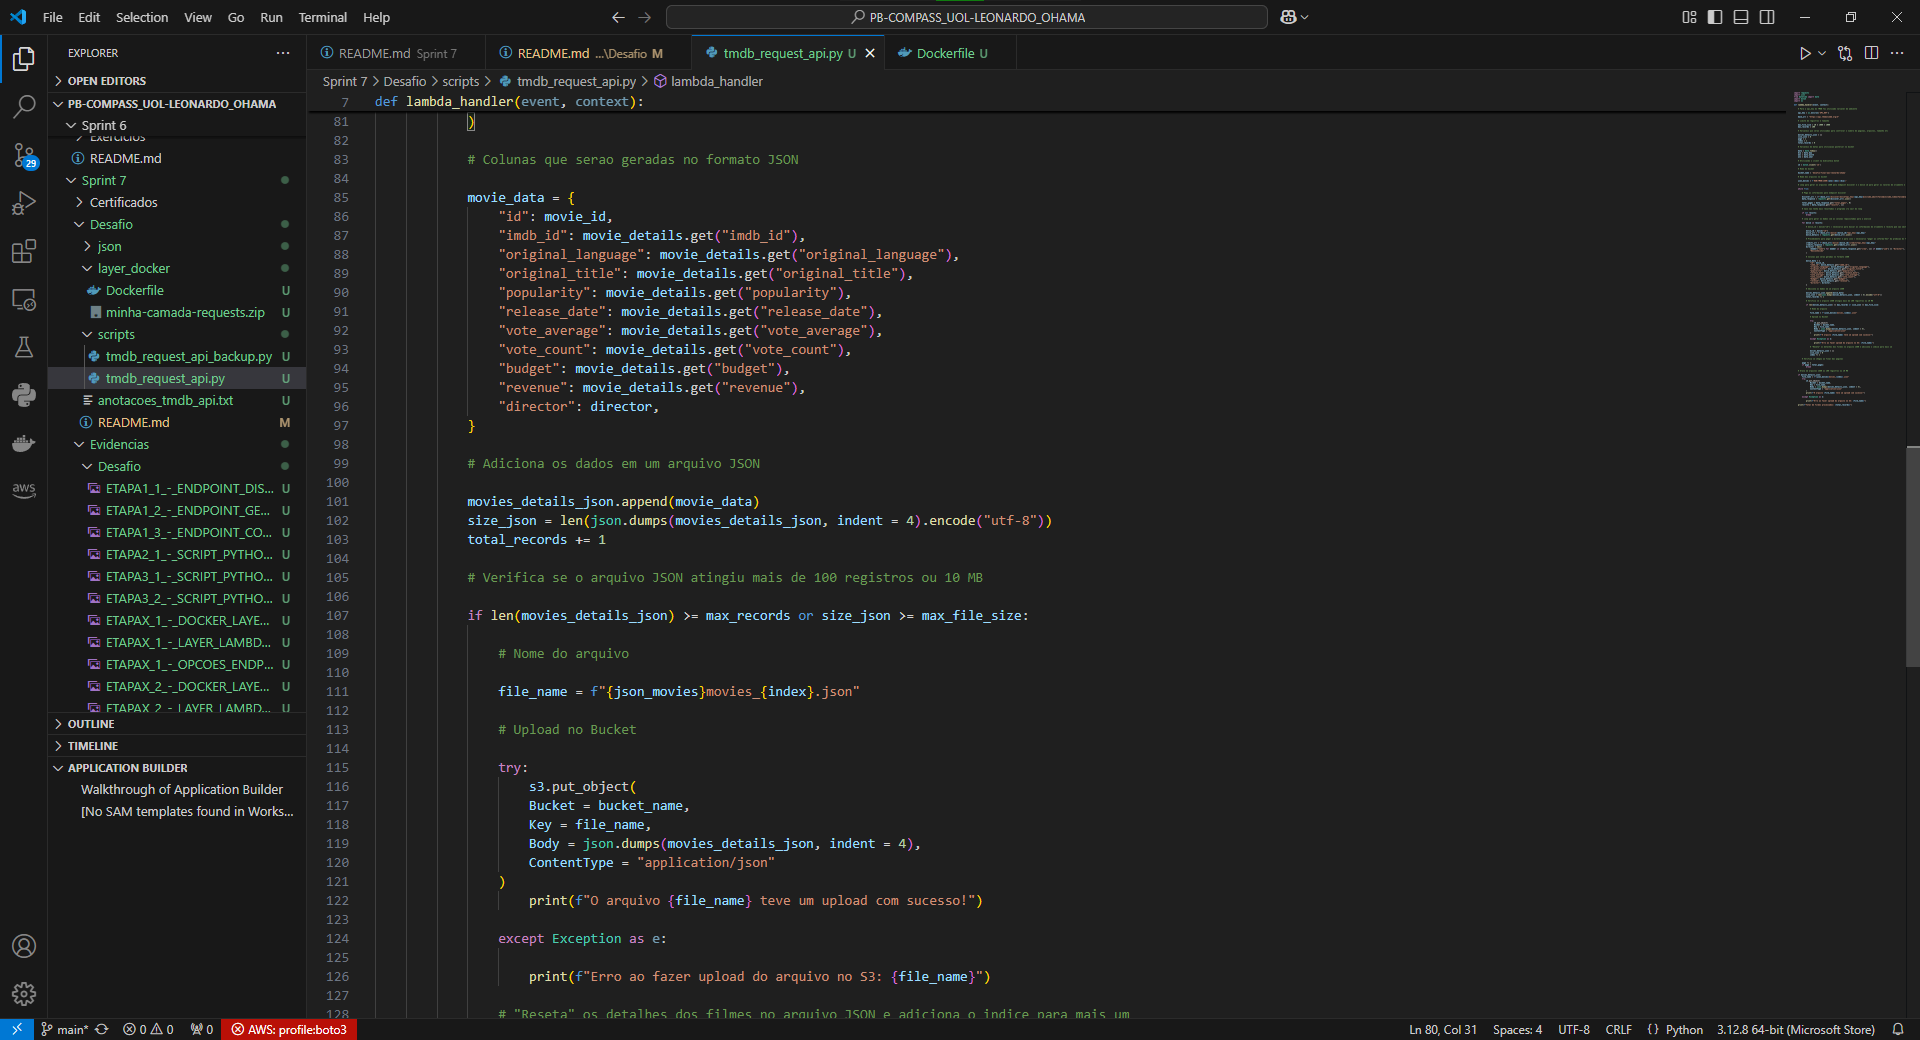 File Edit Selection View Go Run Terminal Help
PB-COMPASS_UOL-LEONARDO_OHAMA
EXPLORER
OPEN EDITORS
PB-COMPASS_UOL-LEONARDO_OHAMA
Sprint 6
Exercicios
README.md
Sprint 7
Certificados
Desafio
json
layer_docker
Dockerfile U
minha-camada-requests.zip U
scripts
tmdb_request_api_backup.py U
tmdb_request_api.py U
anotacoes_tmdb_api.txt U
README.md M
Evidencias
Desafio
ETAPA1_1_-_ENDPOINT_DIS... U
ETAPA1_2_-_ENDPOINT_GE... U
ETAPA1_3_-_ENDPOINT_CO... U
ETAPA2_1_-_SCRIPT_PYTHO... U
ETAPA3_1_-_SCRIPT_PYTHO... U
ETAPA3_2_-_SCRIPT_PYTHO... U
ETAPAX_1_-_DOCKER_LAYE... U
ETAPAX_1_-_LAYER_LAMBD... U
ETAPAX_1_-_OPCOES_ENDP... U
ETAPAX_2_-_DOCKER_LAYE... U
ETAPAX_2_-_LAYER_LAMBD... U
OUTLINE
TIMELINE
APPLICATION BUILDER
Walkthrough of Application Builder
[No SAM templates found in Works...
29
aws
README.md Sprint 7
README.md ...\Desafio M
tmdb_request_api.py U
Dockerfile U
Sprint 7 > Desafio > scripts > tmdb_request_api.py > lambda_handler
7 def lambda_handler(event, context):
81 )
82
83 # Colunas que serao geradas no formato JSON
84
85 movie_data = {
86 "id": movie_id,
87 "imdb_id": movie_details.get("imdb_id"),
88 "original_language": movie_details.get("original_language"),
89 "original_title": movie_details.get("original_title"),
90 "popularity": movie_details.get("popularity"),
91 "release_date": movie_details.get("release_date"),
92 "vote_average": movie_details.get("vote_average"),
93 "vote_count": movie_details.get("vote_count"),
94 "budget": movie_details.get("budget"),
95 "revenue": movie_details.get("revenue"),
96 "director": director,
97 }
98
99 # Adiciona os dados em um arquivo JSON
100
101 movies_details_json.append(movie_data)
102 size_json = len(json.dumps(movies_details_json, indent = 4).encode("utf-8"))
103 total_records += 1
104
105 # Verifica se o arquivo JSON atingiu mais de 100 registros ou 10 MB
106
107 if len(movies_details_json) >= max_records or size_json >= max_file_size:
108
109 # Nome do arquivo
110
111 file_name = f"{json_movies}movies_{index}.json"
112
113 # Upload no Bucket
114
115 try:
116 s3.put_object(
117 Bucket = bucket_name,
118 Key = file_name,
119 Body = json.dumps(movies_details_json, indent = 4),
120 ContentType = "application/json"
121 )
122 print(f"O arquivo {file_name} teve um upload com sucesso!")
123
124 except Exception as e:
125
126 print(f"Erro ao fazer upload do arquivo no S3: {file_name}")
127
128 # "Reseta" os detalhes dos filmes no arquivo JSON e adiciona o indice para mais um
main* 0 0 0 AWS: profile:boto3
Ln 80, Col 31 Spaces: 4 UTF-8 CRLF {} Python 3.12.8 64-bit (Microsoft Store)